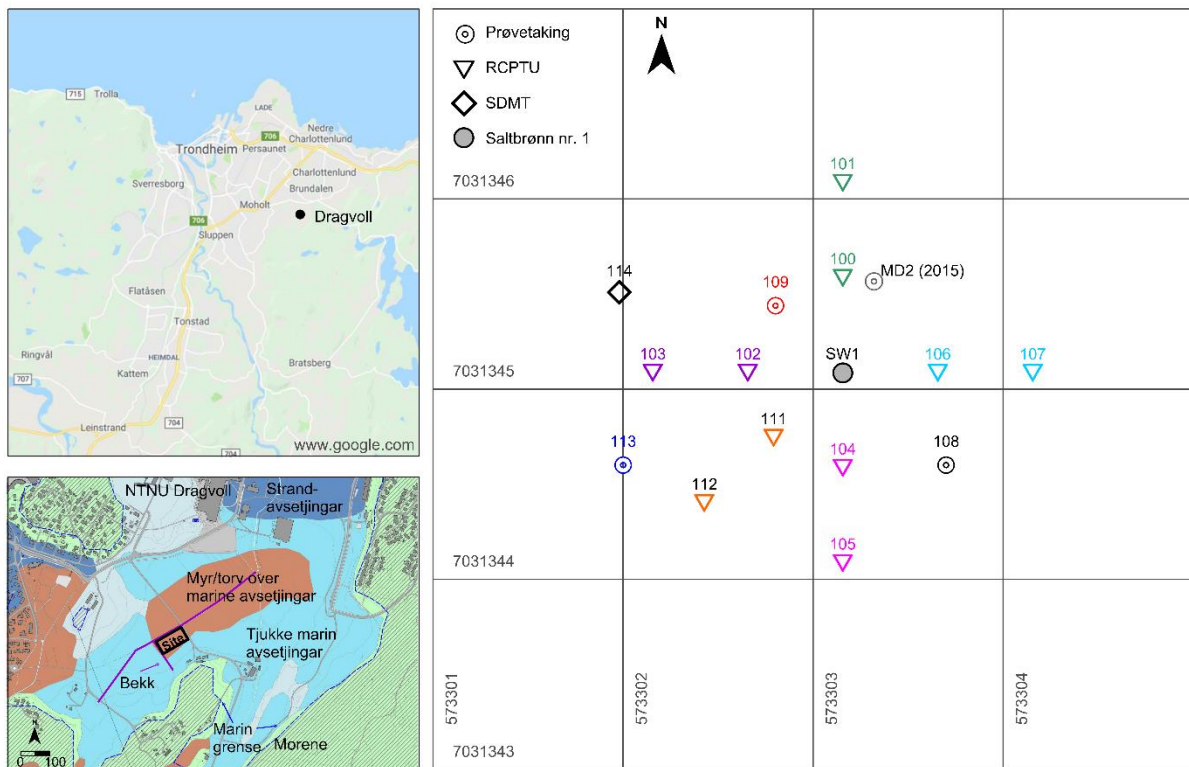 715
Trolla
LADE
Nedre
Charlottenlund
706
Trondheim
Persaunet
Sverresborg
Charlottenlund
Brundalen
Moholt
706
Dragvoll
Sluppen
Flatåsen
Tonstad
Ringvål
HEIMDAL
Bratsberg
707
Kattem
Leinstrand
704
704
www.google.com
NTNU Dragvoll
Strand-
avsetjingar
Myr/torv over
marine avsetjingar
Site
Tjukke marin
avsetjingar
Bekk
Marin
grense
Morene
N
0 100
Prøvetaking
RCPTU
SDMT
Saltbrønn nr. 1
N
7031346
101
114
109
100
MD2 (2015)
103
102
SW1
106
107
7031345
113
111
104
108
112
105
7031344
573301
573302
573303
573304
7031343